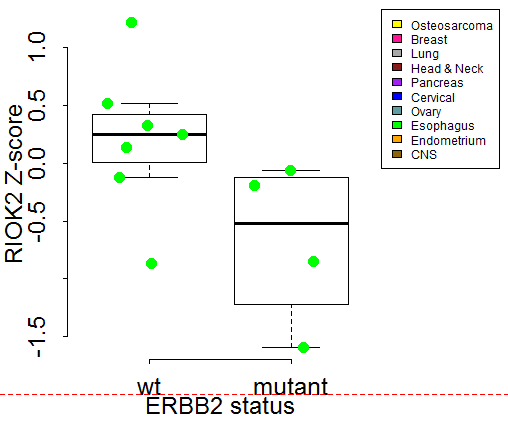 RIOK2 Z-score
1.0
0.5
0.0
-0.5
-1.5
wt
mutant
ERBB2 status
Osteosarcoma
Breast
Lung
Head & Neck
Pancreas
Cervical
Ovary
Esophagus
Endometrium
CNS